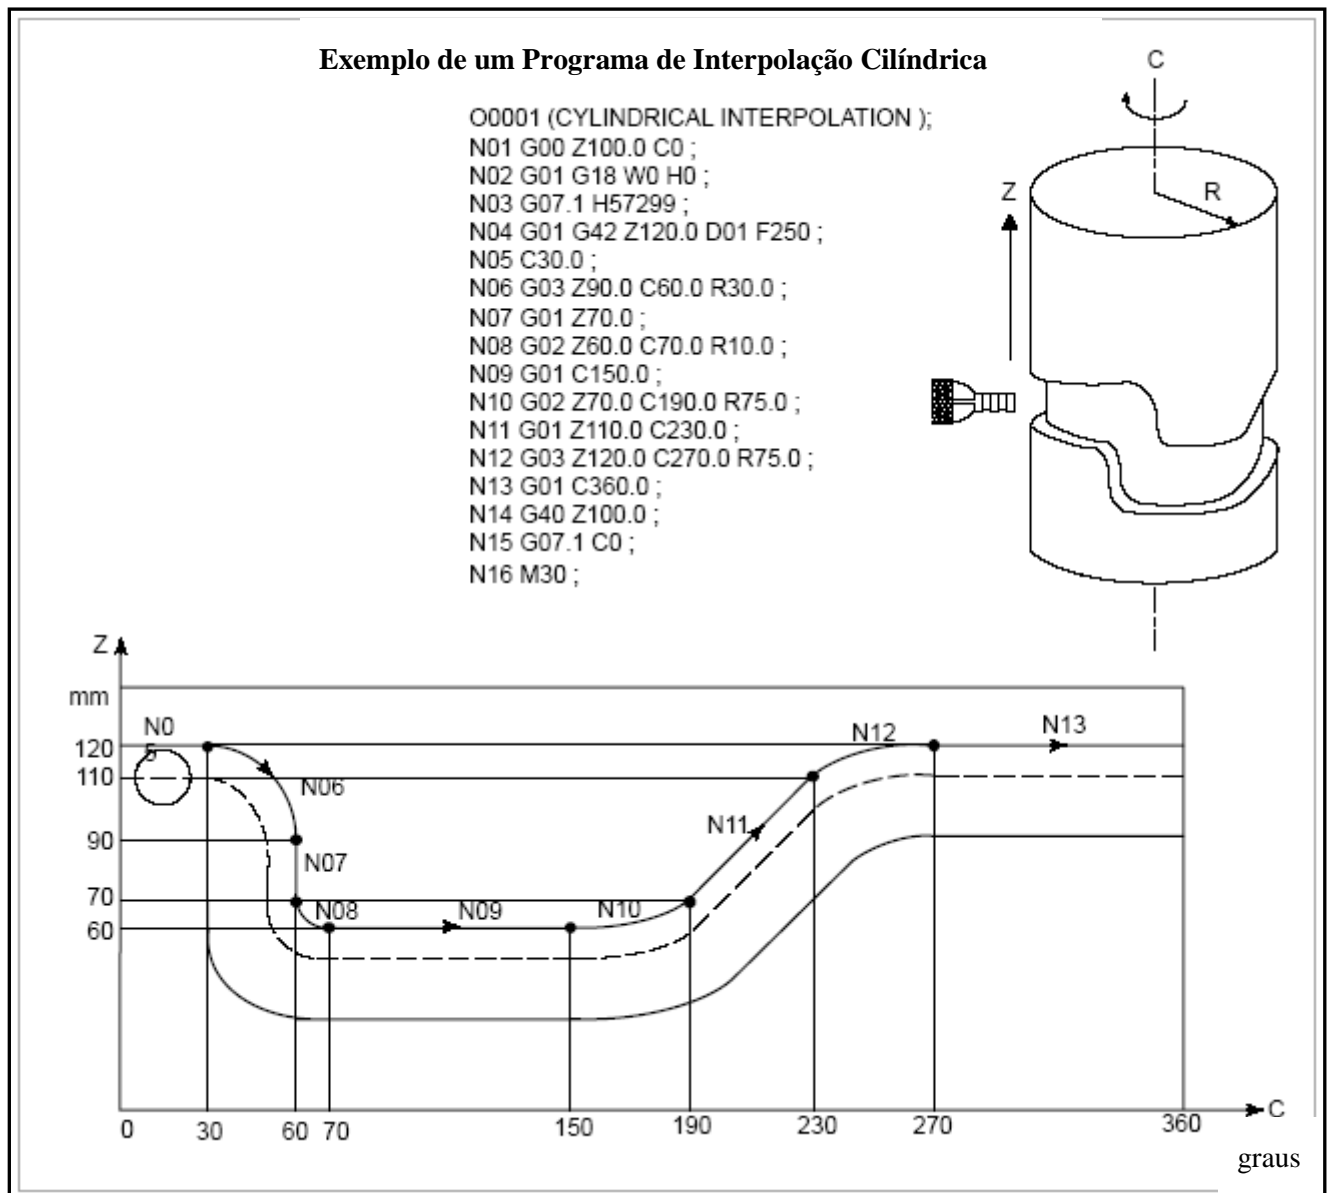 Exemplo de um Programa de Interpolação Cilíndrica
O0001 (CYLINDRICAL INTERPOLATION );
N01 G00 Z100.0 C0 ;
N02 G01 G18 W0 H0 ;
N03 G07.1 H57299 ;
N04 G01 G42 Z120.0 D01 F250 ;
N05 C30.0 ;
N06 G03 Z90.0 C60.0 R30.0 ;
N07 G01 Z70.0 ;
N08 G02 Z60.0 C70.0 R10.0 ;
N09 G01 C150.0 ;
N10 G02 Z70.0 C190.0 R75.0 ;
N11 G01 Z110.0 C230.0 ;
N12 G03 Z120.0 C270.0 R75.0 ;
N13 G01 C360.0 ;
N14 G40 Z100.0 ;
N15 G07.1 C0 ;
N16 M30 ;
C
Z
R
Z
mm
N0
5
N12
N13
120
110
N06
N11
90
N07
70
N08
N09
N10
60
C
0
30
60
70
150
190
230
270
360
graus